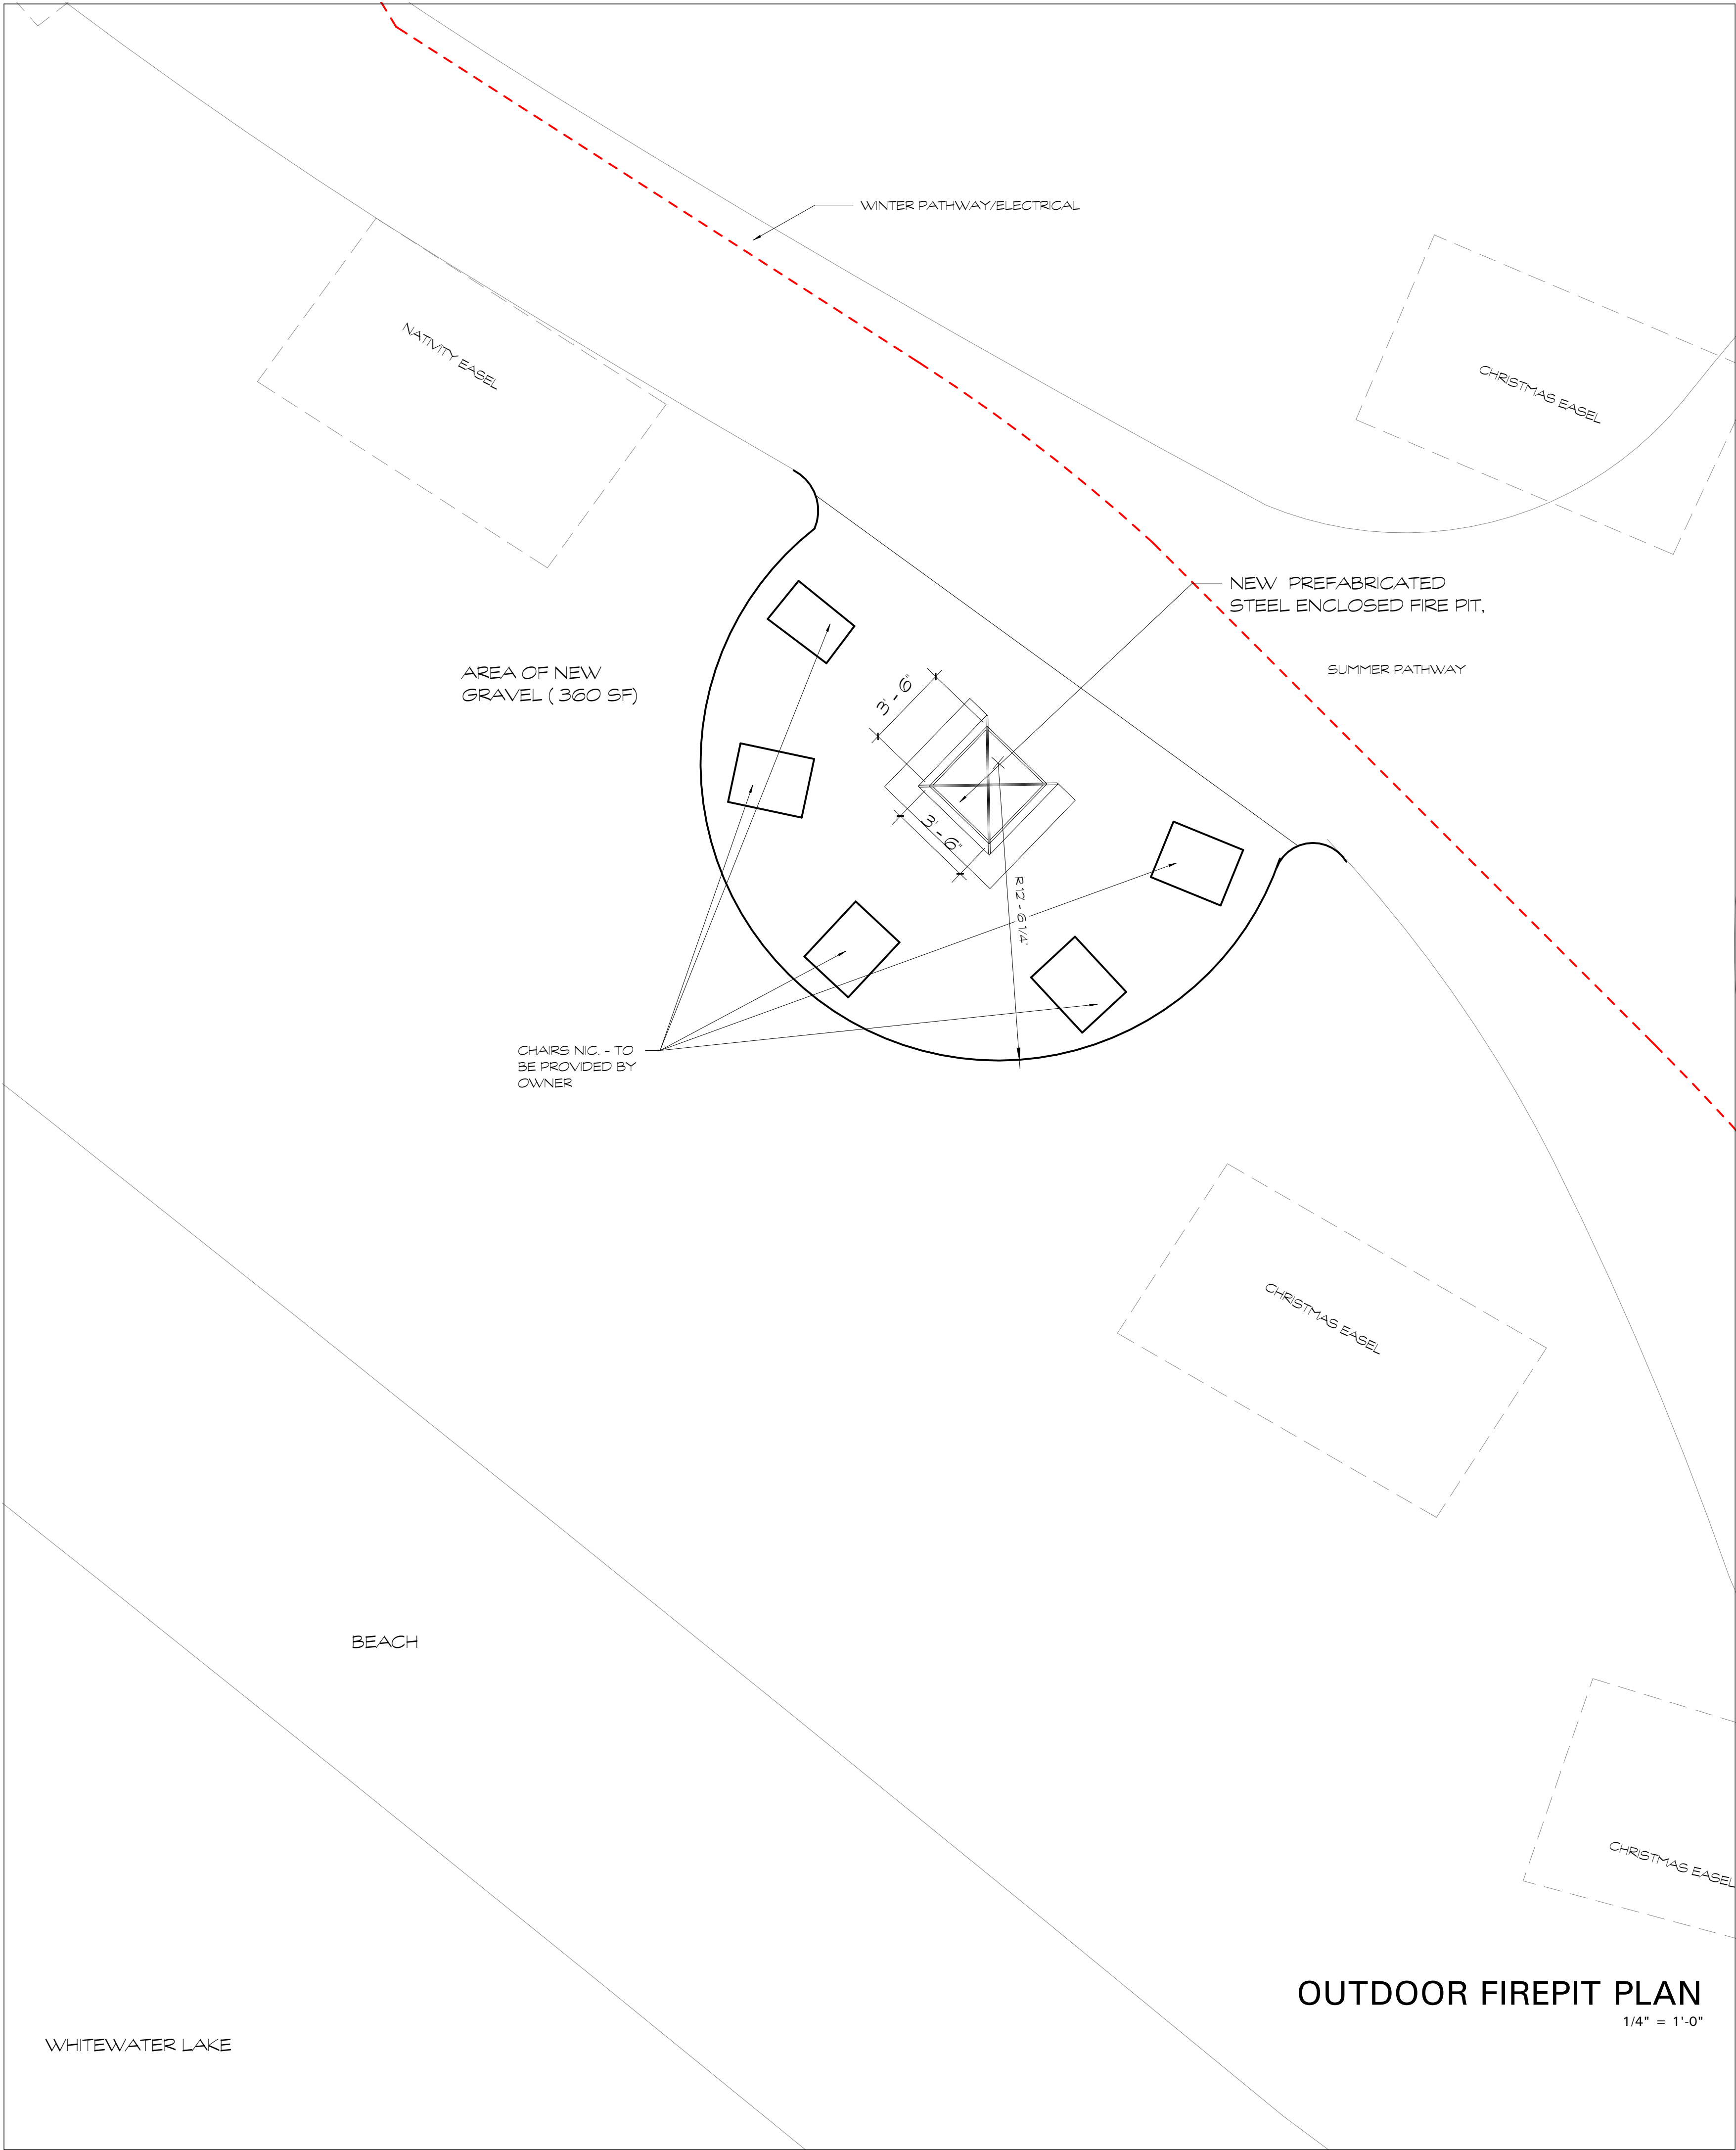 WINTER PATHWAY/ELECTRICAL
NATIVITY EASEL
CHRISTMAS EASEL
NEW PREFABRICATED
STEEL ENCLOSED FIRE PIT,
SUMMER PATHWAY
AREA OF NEW
GRAVEL ( 360 SF)
3' - 6"
3' - 6"
R 12 - 6 1/4"
CHAIRS NIC. - TO
BE PROVIDED BY
OWNER
CHRISTMAS EASEL
BEACH
CHRISTMAS EASEL
OUTDOOR FIREPIT PLAN
1/4" = 1'-0"
WHITEWATER LAKE